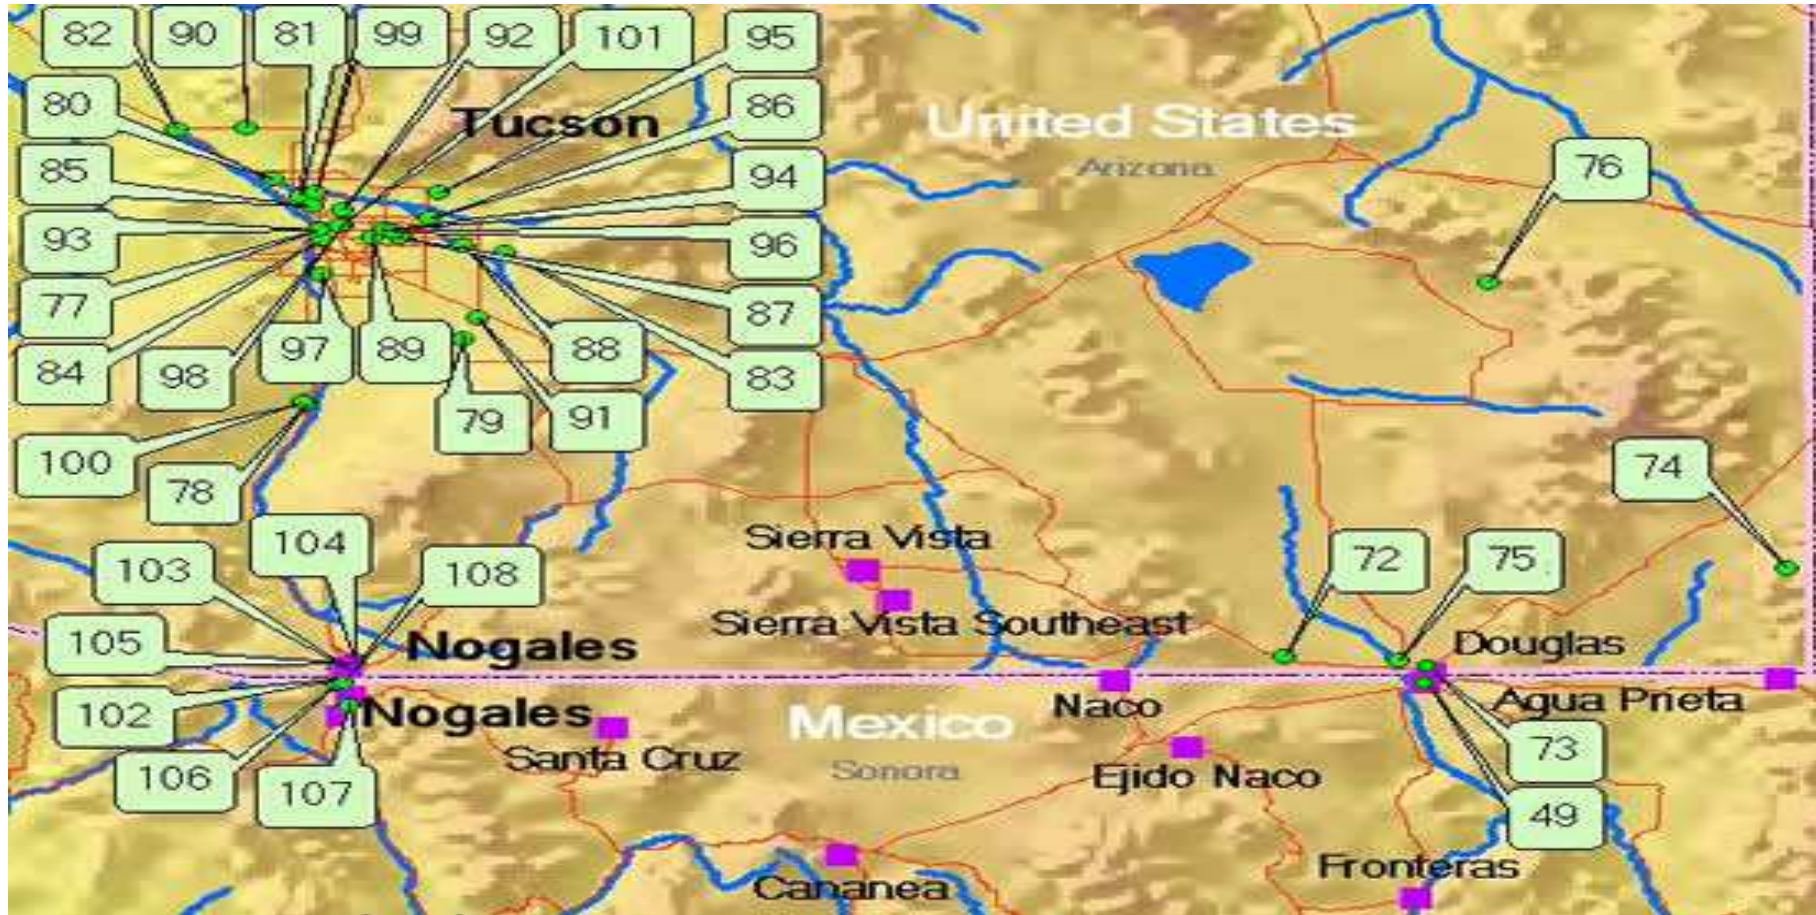 82 90 81 99 92 101 95
80 Tucson 86 United States
85 94 Arizona 76
93 96
77 87
84 98 97 89 88 83
79 91
100 78 74
104 Sierra Vista 72 75
103 108
105 Nogales Sierra Vista Southeast Douglas
102 Nogales Mexico Naco Agua Prieta
106 107 Santa Cruz Sonora Ejido Naco 73
49
Cananea Fronteras